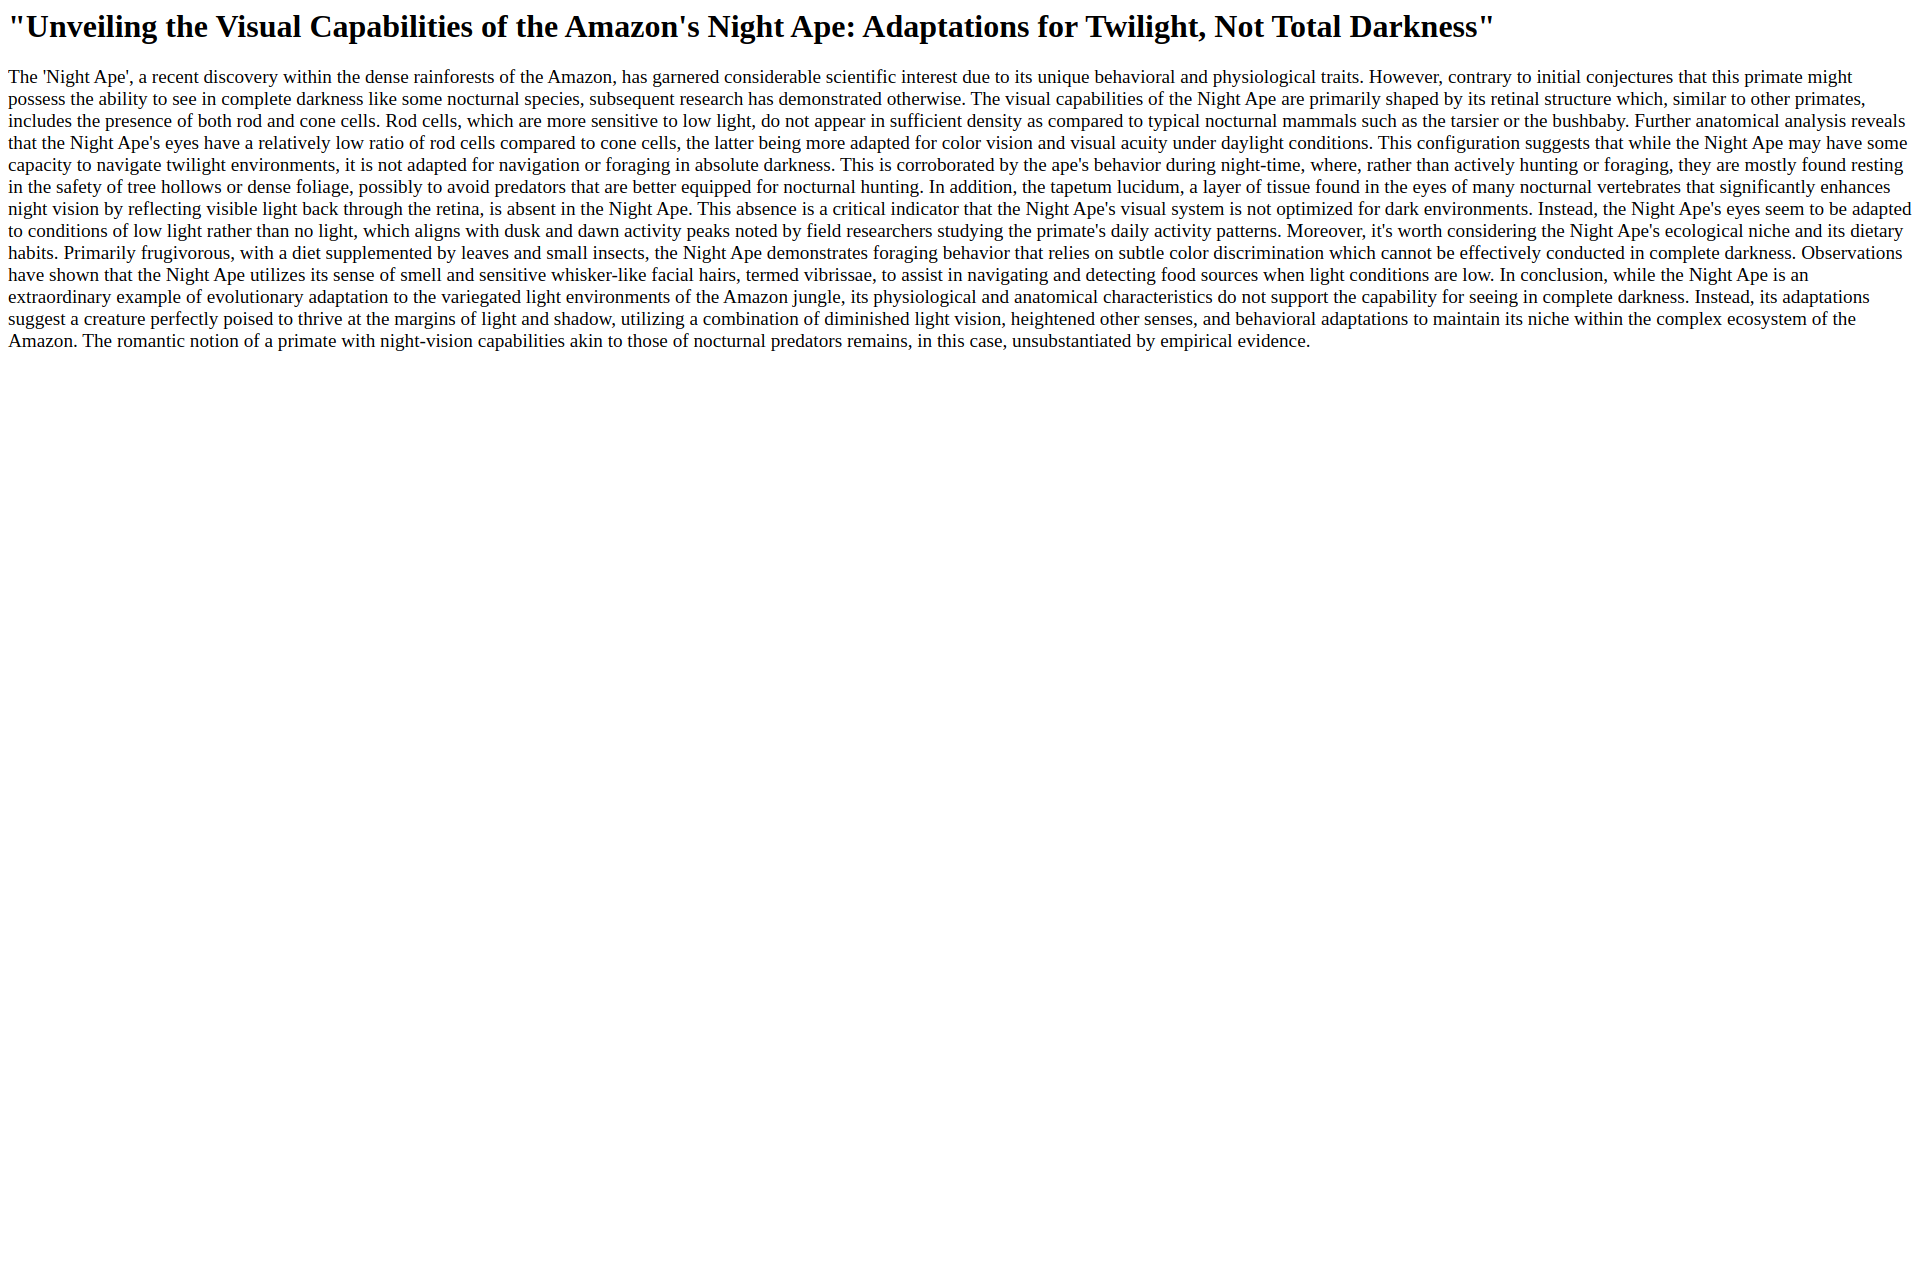 "Unveiling the Visual Capabilities of the Amazon's Night Ape: Adaptations for Twilight, Not Total Darkness"
The 'Night Ape', a recent discovery within the dense rainforests of the Amazon, has garnered considerable scientific interest due to its unique behavioral and physiological traits. However, contrary to initial conjectures that this primate might
possess the ability to see in complete darkness like some nocturnal species, subsequent research has demonstrated otherwise. The visual capabilities of the Night Ape are primarily shaped by its retinal structure which, similar to other primates,
includes the presence of both rod and cone cells. Rod cells, which are more sensitive to low light, do not appear in sufficient density as compared to typical nocturnal mammals such as the tarsier or the bushbaby. Further anatomical analysis reveals
that the Night Ape's eyes have a relatively low ratio of rod cells compared to cone cells, the latter being more adapted for color vision and visual acuity under daylight conditions. This configuration suggests that while the Night Ape may have some
capacity to navigate twilight environments, it is not adapted for navigation or foraging in absolute darkness. This is corroborated by the ape's behavior during night-time, where, rather than actively hunting or foraging, they are mostly found resting
in the safety of tree hollows or dense foliage, possibly to avoid predators that are better equipped for nocturnal hunting. In addition, the tapetum lucidum, a layer of tissue found in the eyes of many nocturnal vertebrates that significantly enhances
night vision by reflecting visible light back through the retina, is absent in the Night Ape. This absence is a critical indicator that the Night Ape's visual system is not optimized for dark environments. Instead, the Night Ape's eyes seem to be adapted
to conditions of low light rather than no light, which aligns with dusk and dawn activity peaks noted by field researchers studying the primate's daily activity patterns. Moreover, it's worth considering the Night Ape's ecological niche and its dietary
habits. Primarily frugivorous, with a diet supplemented by leaves and small insects, the Night Ape demonstrates foraging behavior that relies on subtle color discrimination which cannot be effectively conducted in complete darkness. Observations
have shown that the Night Ape utilizes its sense of smell and sensitive whisker-like facial hairs, termed vibrissae, to assist in navigating and detecting food sources when light conditions are low. In conclusion, while the Night Ape is an
extraordinary example of evolutionary adaptation to the variegated light environments of the Amazon jungle, its physiological and anatomical characteristics do not support the capability for seeing in complete darkness. Instead, its adaptations
suggest a creature perfectly poised to thrive at the margins of light and shadow, utilizing a combination of diminished light vision, heightened other senses, and behavioral adaptations to maintain its niche within the complex ecosystem of the
Amazon. The romantic notion of a primate with night-vision capabilities akin to those of nocturnal predators remains, in this case, unsubstantiated by empirical evidence.